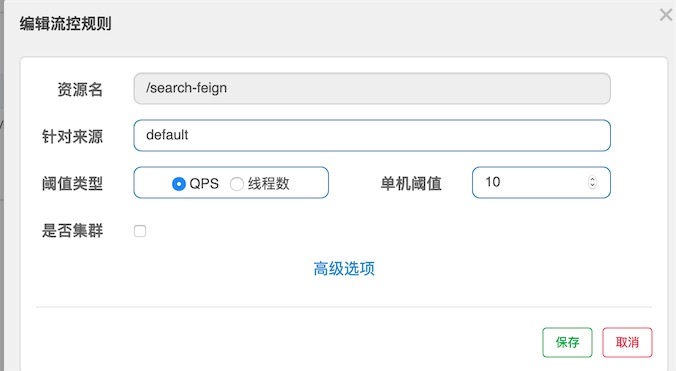 编辑流控规则
资源名 /search-feign
针对来源 default
阈值类型 QPS 线程数 单机阈值 10
是否集群
高级选项
保存 取消